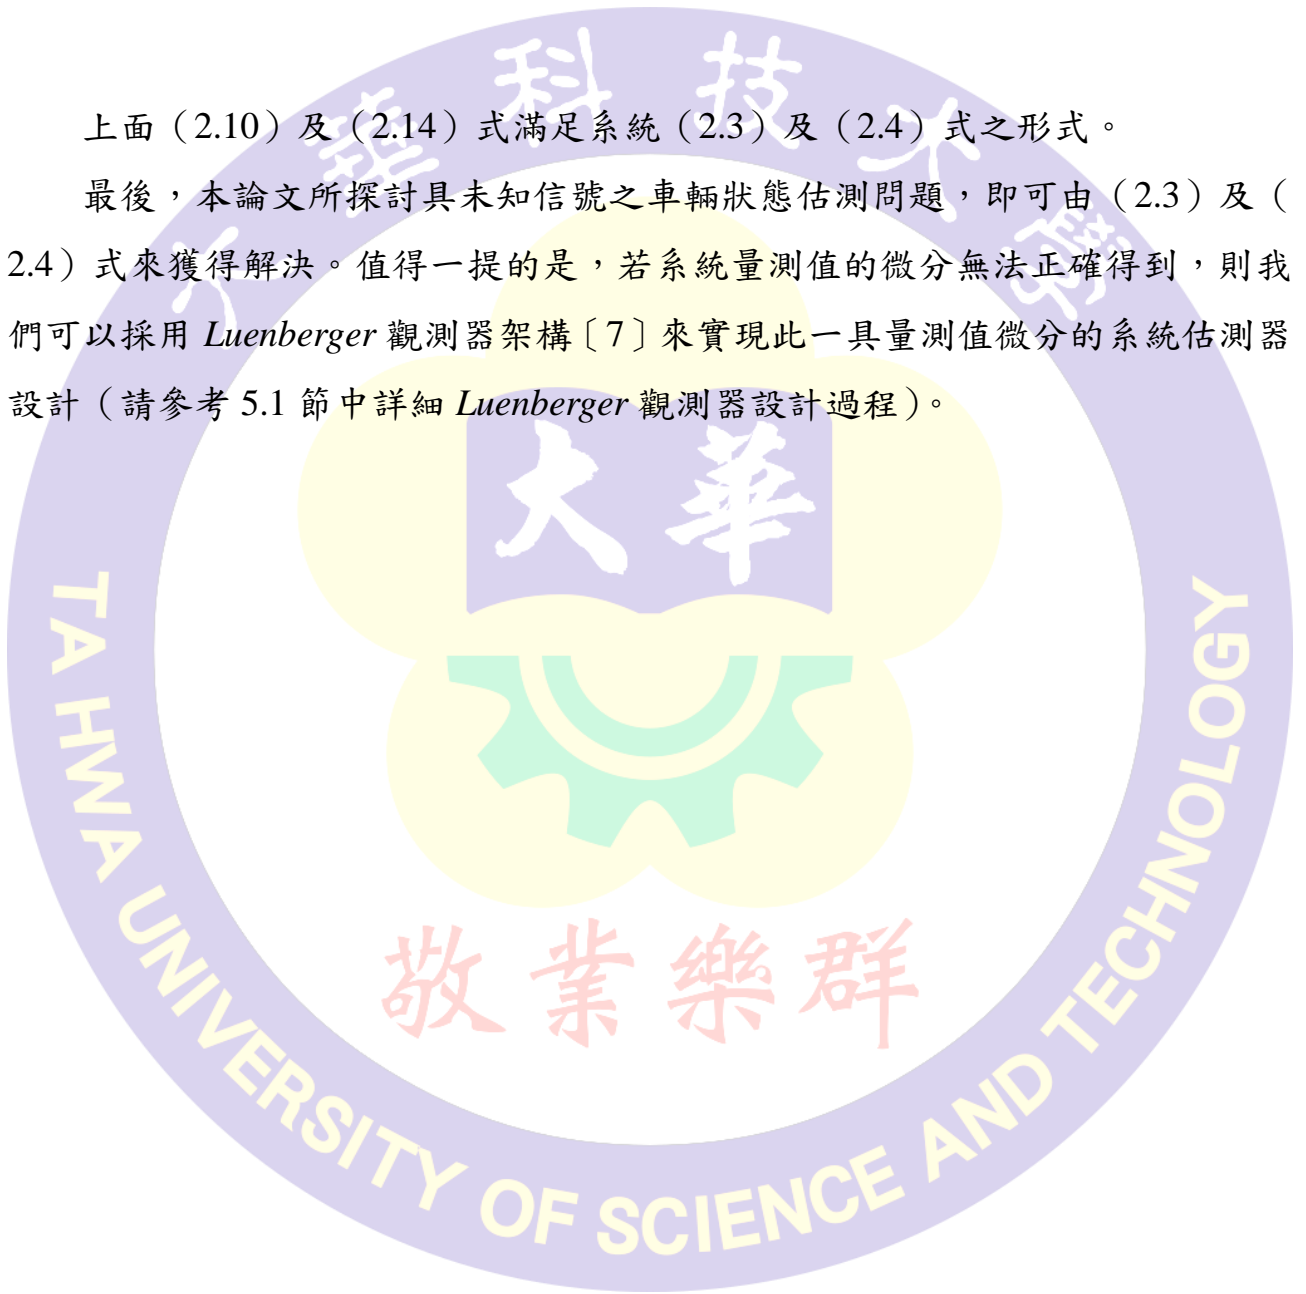 上面（2.10）及（2.14）式滿足系統（2.3）及（2.4）式之形式。
最後，本論文所探討具未知信號之車輛狀態估測問題，即可由（2.3）及（
2.4）式來獲得解決。值得一提的是，若系統量測值的微分無法正確得到，則我
們可以採用 Luenberger 觀測器架構〔7〕來實現此一具量測值微分的系統估測器
設計（請參考 5.1 節中詳細 Luenberger 觀測器設計過程）。
大華科技大學
大華
敬業樂群
TA HWA UNIVERSITY OF SCIENCE AND TECHNOLOGY